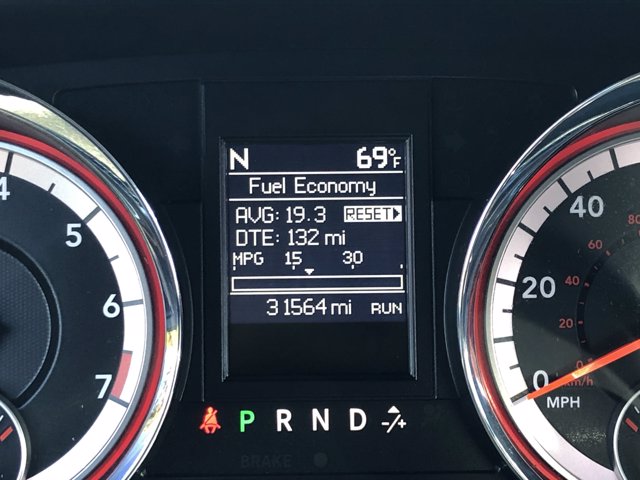 N 69°F
Fuel Economy
AVG: 19.3 RESET
DTE: 132 mi
MPG 15 30
31564 mi RUN
4
5
6
7
P R N D -/+
BRAKE
40
20
0
MPH
80
60
40
20
0
km/h